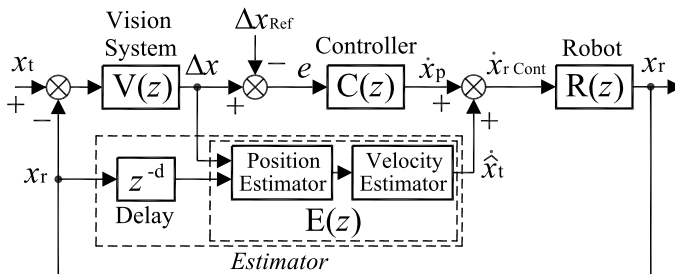 Vision
System
Δx_Ref
Controller
Robot
x_t
V(z)
Δx
e
C(z)
ẋ_p
ẋ_r Cont
R(z)
x_r
+
−
+
−
+
+
x_r
z^-d
Delay
Position
Estimator
Velocity
Estimator
E(z)
x̂̇_t
Estimator